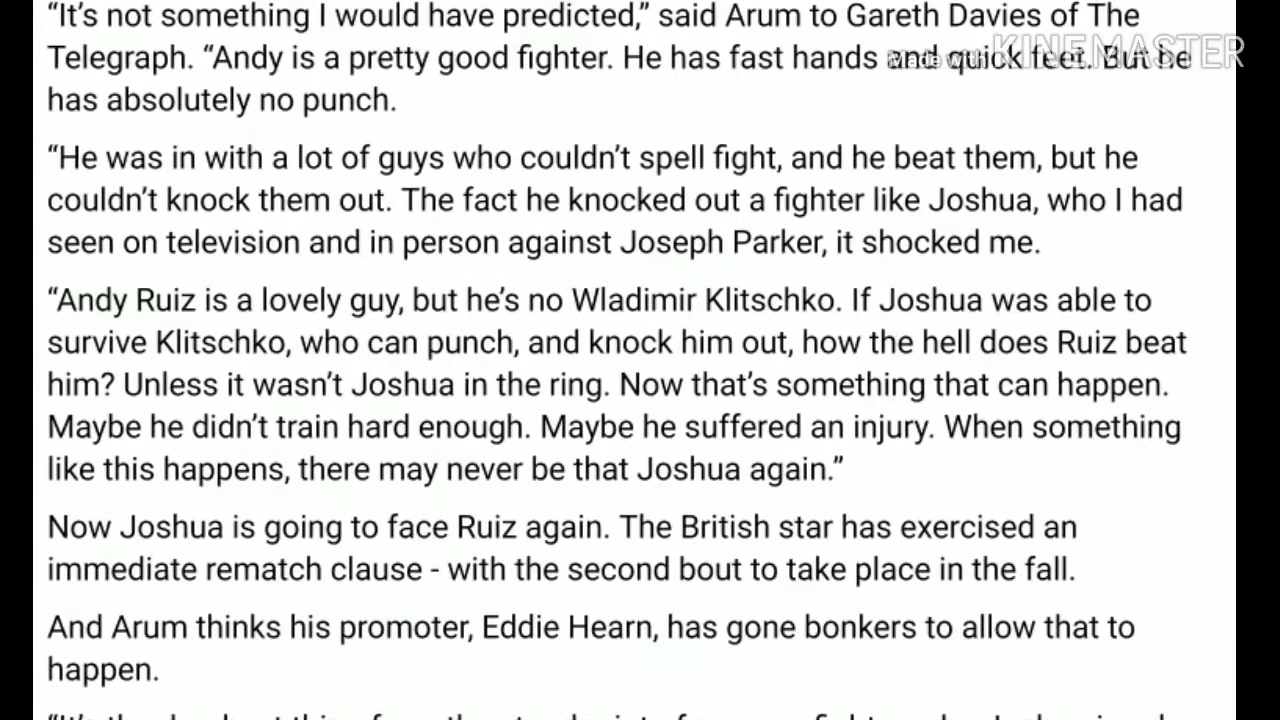 “It’s not something I would have predicted,” said Arum to Gareth Davies of The
Telegraph. “Andy is a pretty good fighter. He has fast hands and quick feet. But he
Made with KINEMASTER
has absolutely no punch.
“He was in with a lot of guys who couldn’t spell fight, and he beat them, but he
couldn’t knock them out. The fact he knocked out a fighter like Joshua, who I had
seen on television and in person against Joseph Parker, it shocked me.
“Andy Ruiz is a lovely guy, but he’s no Wladimir Klitschko. If Joshua was able to
survive Klitschko, who can punch, and knock him out, how the hell does Ruiz beat
him? Unless it wasn’t Joshua in the ring. Now that’s something that can happen.
Maybe he didn’t train hard enough. Maybe he suffered an injury. When something
like this happens, there may never be that Joshua again.”
Now Joshua is going to face Ruiz again. The British star has exercised an
immediate rematch clause - with the second bout to take place in the fall.
And Arum thinks his promoter, Eddie Hearn, has gone bonkers to allow that to
happen.